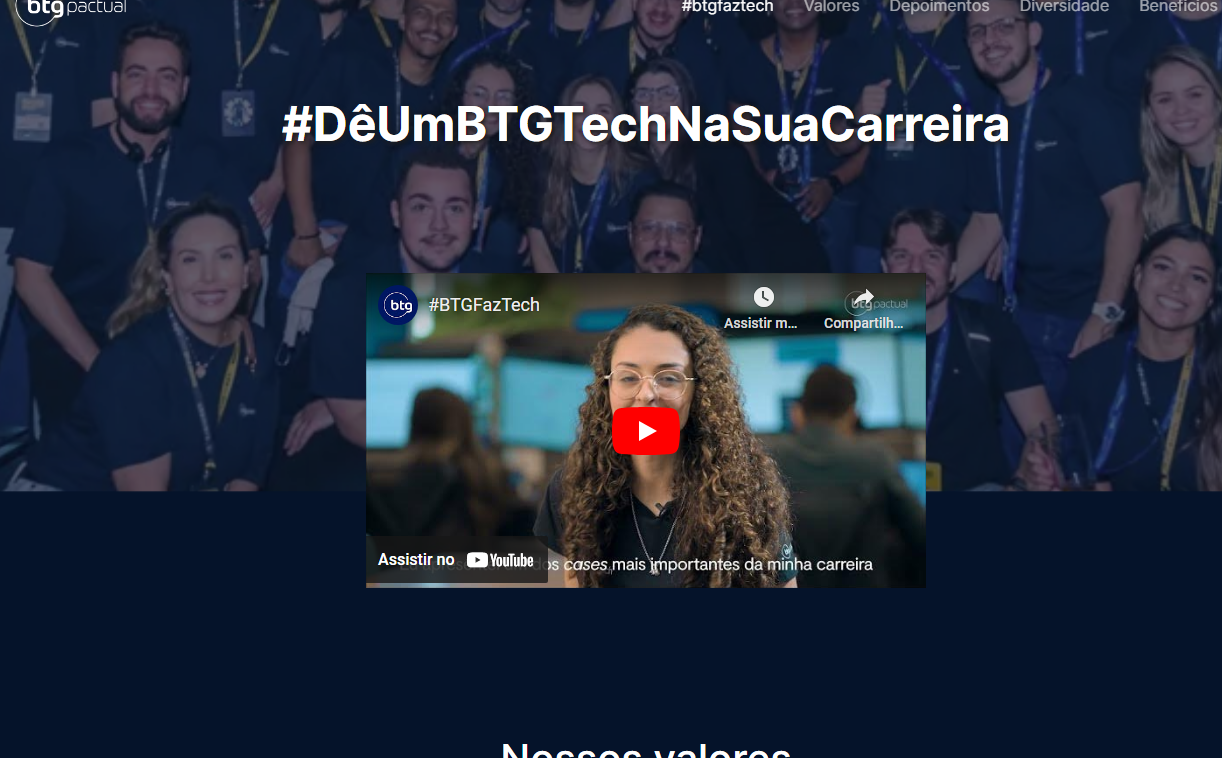 btg pactual
#btgfaztech Valores Depoimentos Diversidade Benefícios
#DêUmBTGTechNaSuaCarreira
btg #BTGFazTech
Assistir m... Compartilh...
btg pactual
Assistir no YouTube
dos cases mais importantes da minha carreira
Nossos valores